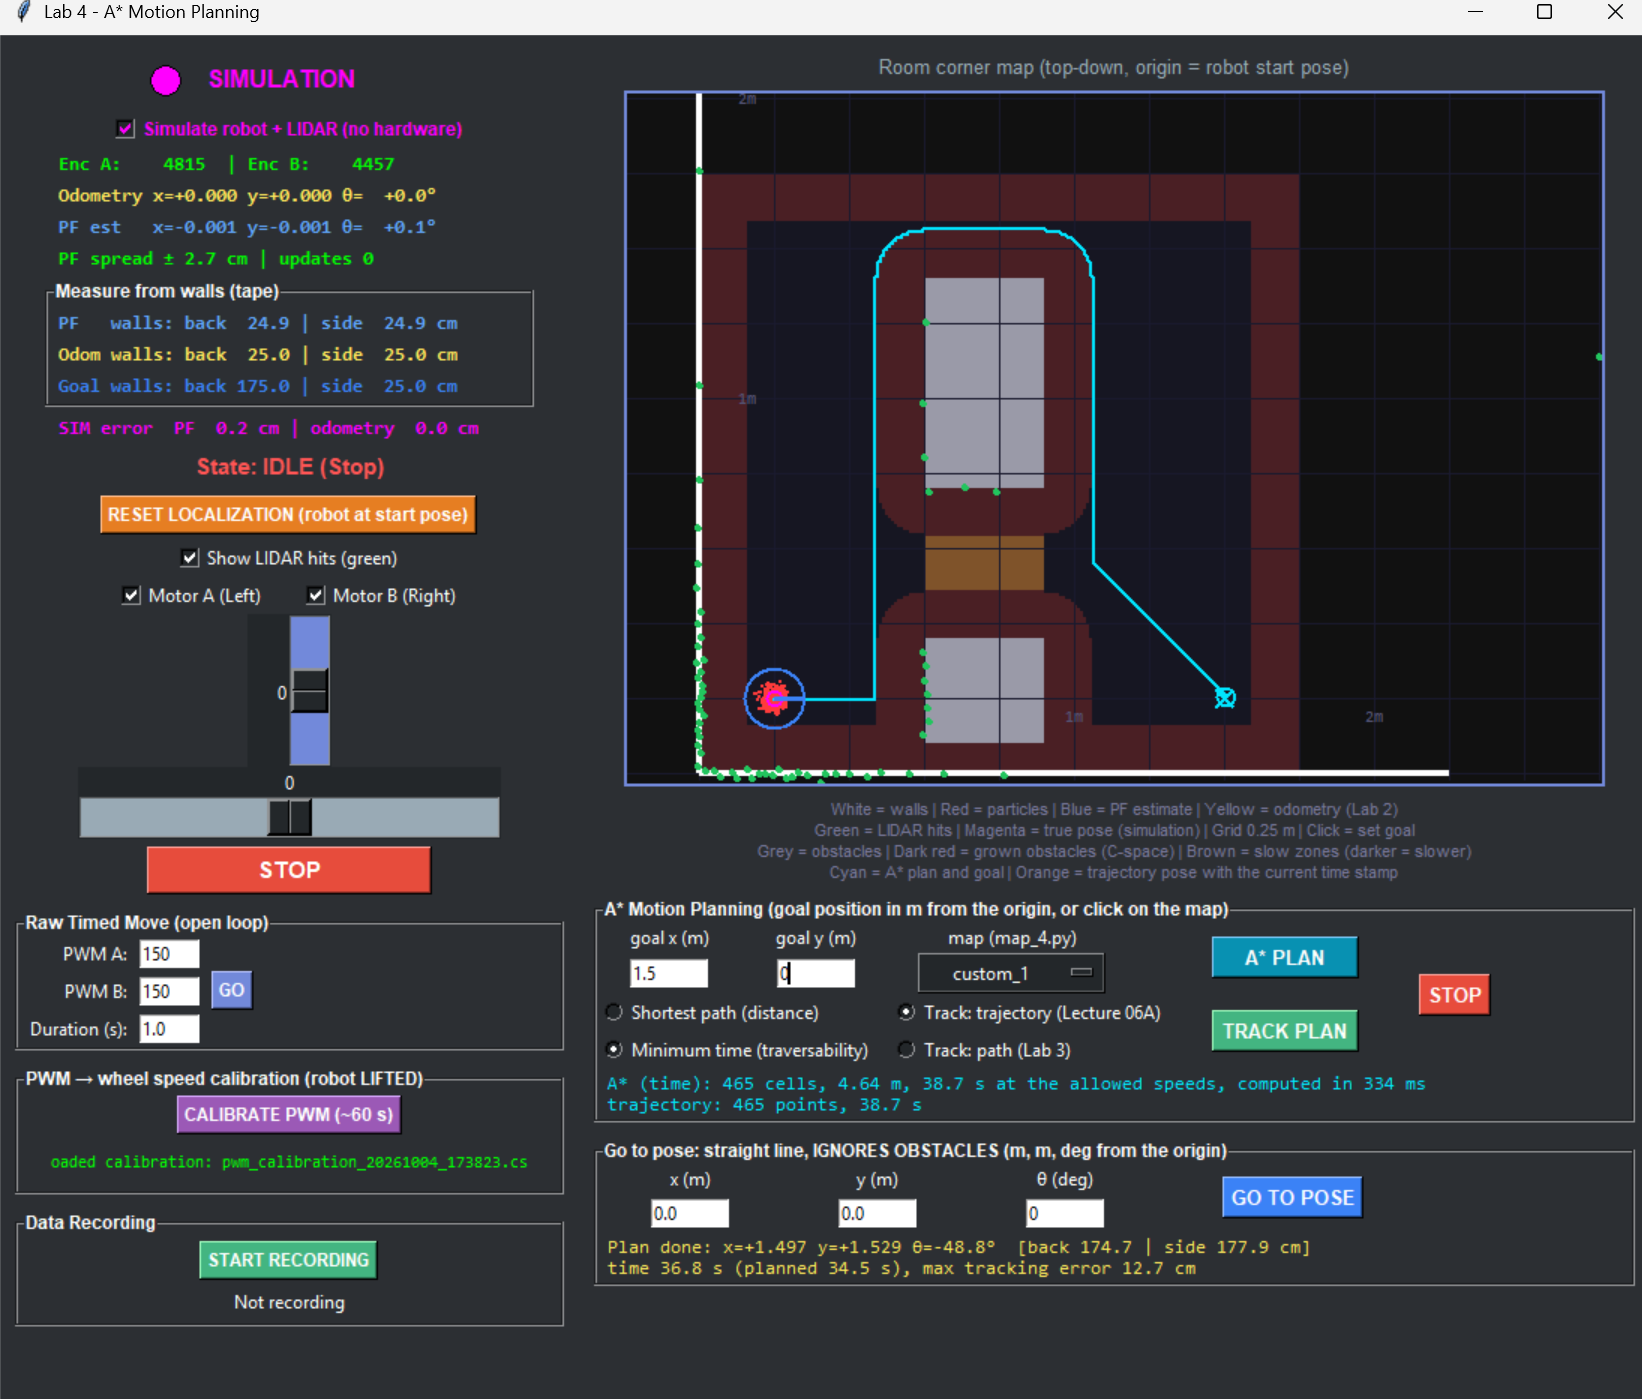 Lab 4 - A* Motion Planning
SIMULATION
Simulate robot + LIDAR (no hardware)
Enc A: 4815 | Enc B: 4457
Odometry x=+0.000 y=+0.000 θ= +0.0°
PF est x=-0.001 y=-0.001 θ= +0.1°
PF spread ± 2.7 cm | updates 0
Measure from walls (tape)
PF walls: back 24.9 | side 24.9 cm
Odom walls: back 25.0 | side 25.0 cm
Goal walls: back 175.0 | side 25.0 cm
SIM error PF 0.2 cm | odometry 0.0 cm
State: IDLE (Stop)
RESET LOCALIZATION (robot at start pose)
Show LIDAR hits (green)
Motor A (Left) Motor B (Right)
0
0
STOP
Raw Timed Move (open loop)
PWM A: 150
PWM B: 150
GO
Duration (s): 1.0
PWM → wheel speed calibration (robot LIFTED)
CALIBRATE PWM (~60 s)
oaded calibration: pwm_calibration_20261004_173823.cs
Data Recording
START RECORDING
Not recording
Room corner map (top-down, origin = robot start pose)
2m
1m
1m 2m
White = walls | Red = particles | Blue = PF estimate | Yellow = odometry (Lab 2)
Green = LIDAR hits | Magenta = true pose (simulation) | Grid 0.25 m | Click = set goal
Grey = obstacles | Dark red = grown obstacles (C-space) | Brown = slow zones (darker = slower)
Cyan = A* plan and goal | Orange = trajectory pose with the current time stamp
A* Motion Planning (goal position in m from the origin, or click on the map)
goal x (m) goal y (m) map (map_4.py)
1.5 0 custom_1
A* PLAN
STOP
Shortest path (distance) Track: trajectory (Lecture 06A)
TRACK PLAN
Minimum time (traversability) Track: path (Lab 3)
A* (time): 465 cells, 4.64 m, 38.7 s at the allowed speeds, computed in 334 ms
trajectory: 465 points, 38.7 s
Go to pose: straight line, IGNORES OBSTACLES (m, m, deg from the origin)
x (m) y (m) θ (deg)
0.0 0.0 0
GO TO POSE
Plan done: x=+1.497 y=+1.529 θ=-48.8° [back 174.7 | side 177.9 cm]
time 36.8 s (planned 34.5 s), max tracking error 12.7 cm